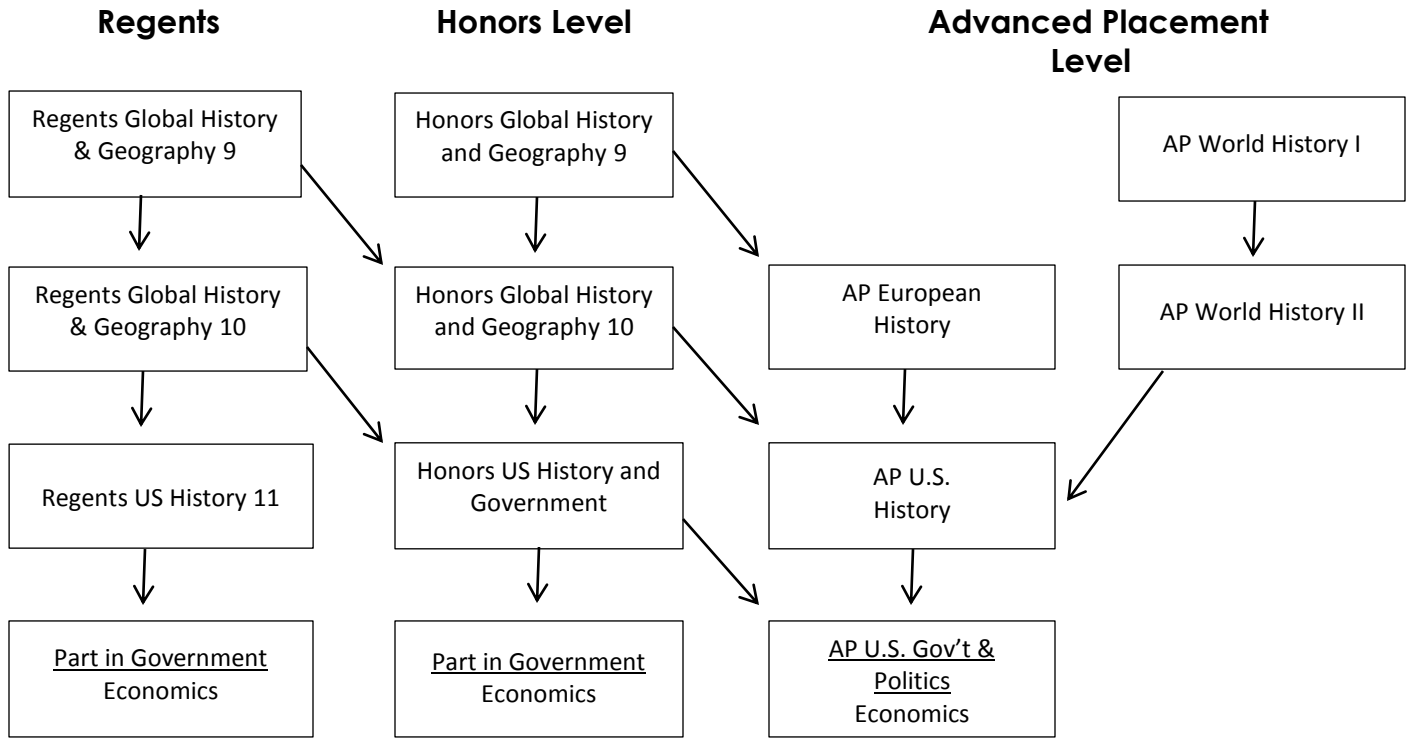 Regents
Honors Level
Advanced Placement
Level
Regents Global History
& Geography 9
Honors Global History
and Geography 9
AP World History I
Regents Global History
& Geography 10
Honors Global History
and Geography 10
AP European
History
AP World History II
Regents US History 11
Honors US History and
Government
AP U.S.
History
Part in Government
Economics
Part in Government
Economics
AP U.S. Gov’t &
Politics
Economics